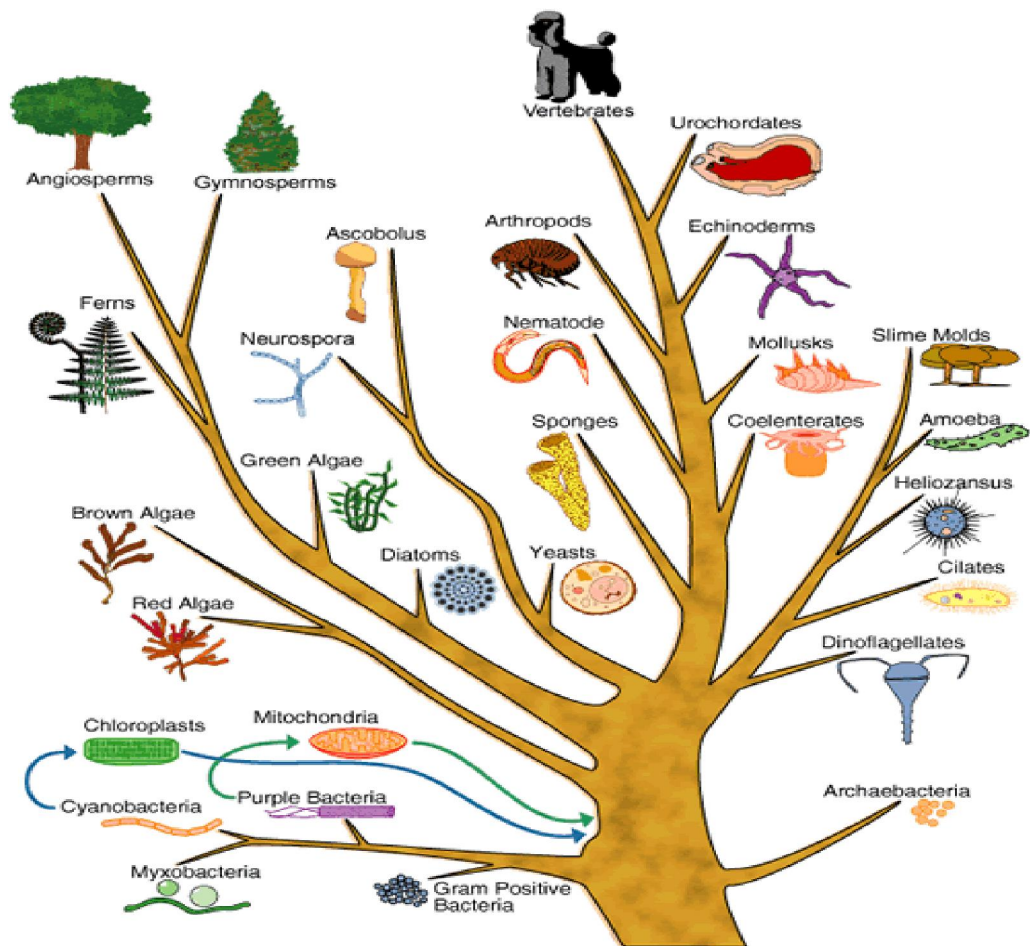 Vertebrates
Urochordates
Angiosperms
Gymnosperms
Ascobolus
Arthropods
Echinoderms
Ferns
Neurospora
Nematode
Mollusks
Slime Molds
Sponges
Coelenterates
Amoeba
Green Algae
Heliozansus
Brown Algae
Diatoms
Yeasts
Cilates
Red Algae
Dinoflagellates
Chloroplasts
Mitochondria
Cyanobacteria
Purple Bacteria
Archaebacteria
Myxobacteria
Gram Positive
Bacteria